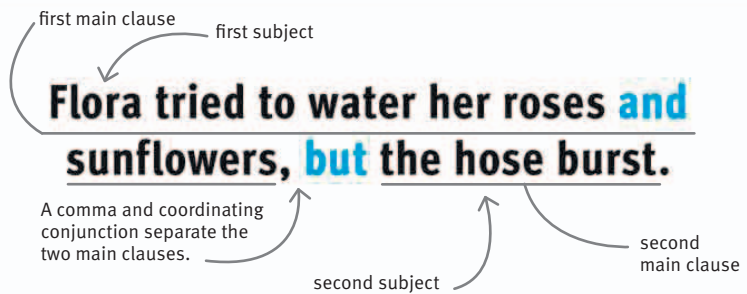 first main clause
first subject
Flora tried to water her roses and
sunflowers, but the hose burst.
A comma and coordinating
conjunction separate the
two main clauses.
second subject
second
main clause